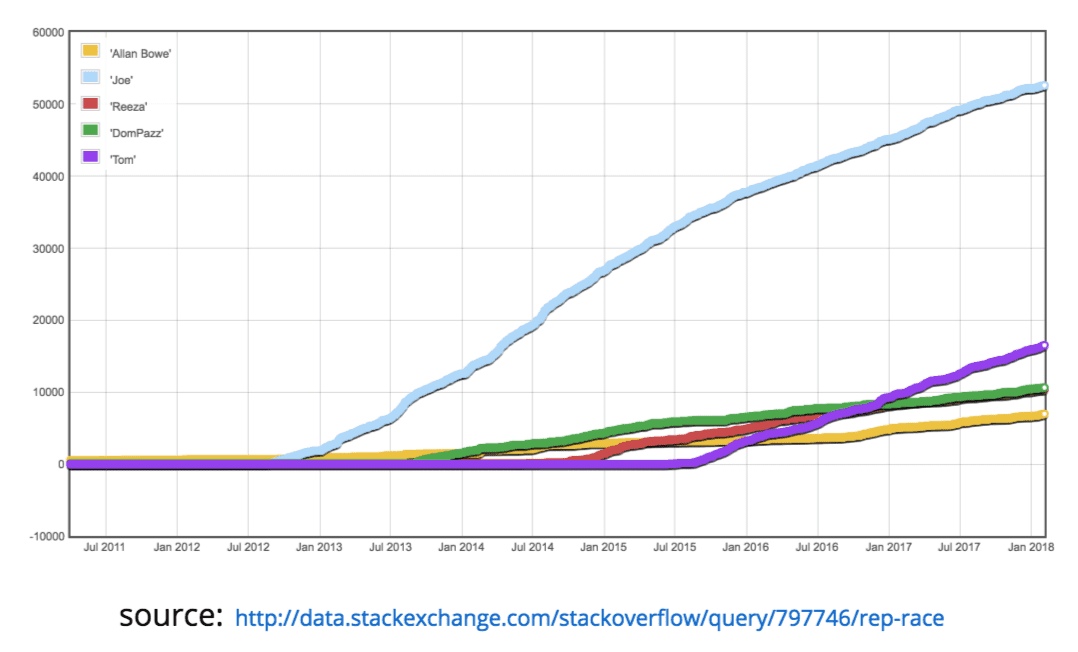 60000
50000
40000
30000
20000
10000
0
-10000
'Allan Bowe'
'Joe'
'Reeza'
'DomPazz'
'Tom'
Jul 2011 Jan 2012 Jul 2012 Jan 2013 Jul 2013 Jan 2014 Jul 2014 Jan 2015 Jul 2015 Jan 2016 Jul 2016 Jan 2017 Jul 2017 Jan 2018
source: http://data.stackexchange.com/stackoverflow/query/797746/rep-race